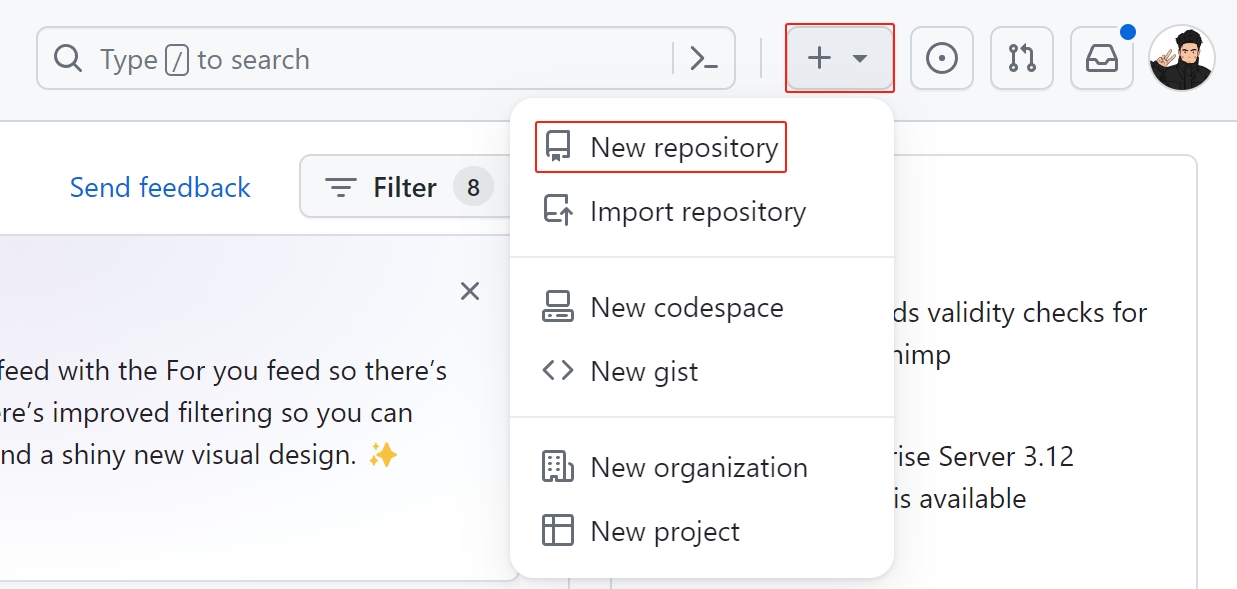 Type / to search
New repository
Import repository
New codespace
New gist
New organization
New project
Send feedback
Filter 8
feed with the For you feed so there's
ere's improved filtering so you can
nd a shiny new visual design. ✨
ds validity checks for
himp
rise Server 3.12
is available